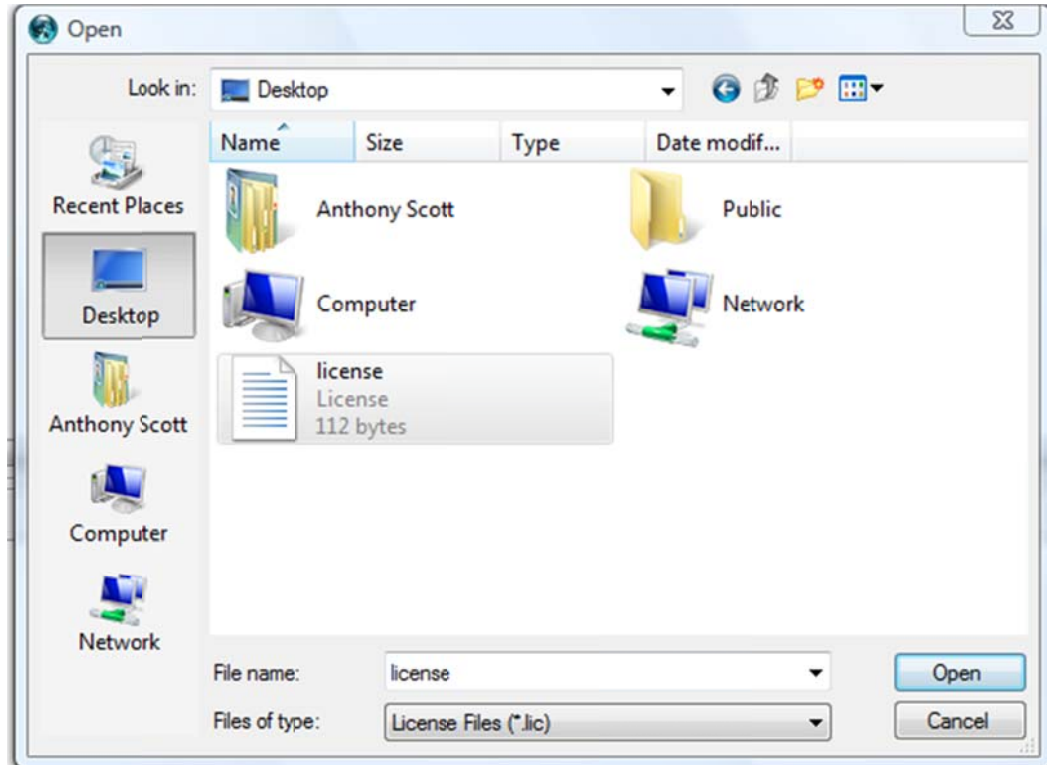 Open
Look in: Desktop
Name Size Type Date modif...
Recent Places
Desktop
Anthony Scott
Computer
Network
Anthony Scott Public
Computer Network
license
License
112 bytes
File name: license Open
Files of type: License Files (*.lic) Cancel